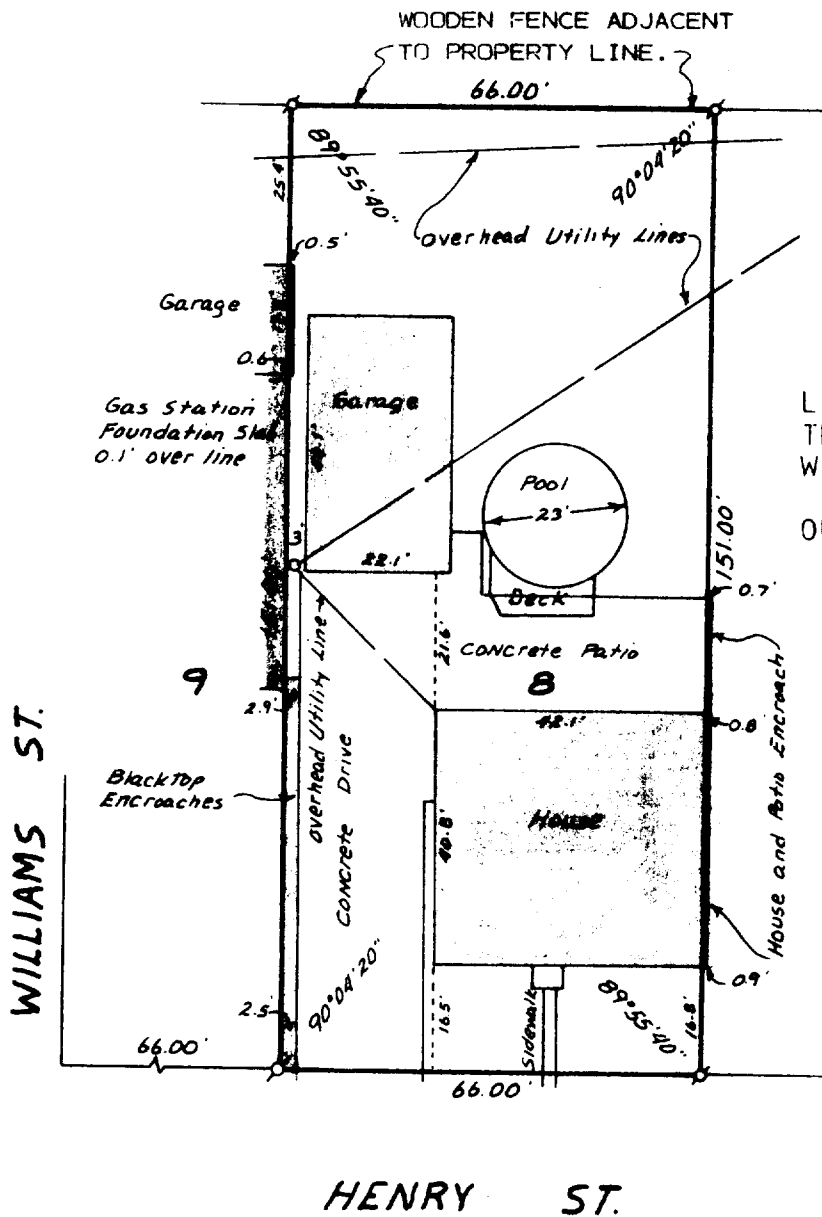 WOODEN FENCE ADJACENT
TO PROPERTY LINE.
66.00'
89°55'40"
90°04'20"
25.4'
Overhead Utility Lines
0.5'
Garage
0.6'
Garage
Gas Station
Foundation
0.1' over line
L
W
Pool
23'
3'
22.1'
151.00'
0.7'
Deck
21.6'
CONCRETE Patio
9
8
Overhead Utility Line
2.9'
42.1'
0.8'
House and Patio Encroach
WILLIAMS ST.
Blacktop
Encroaches
CONCRETE Drive
40.8'
House
0.9'
2.5'
90°04'20"
16.5'
Sidewalk
89°55'40"
16.8'
66.00'
66.00'
HENRY ST.